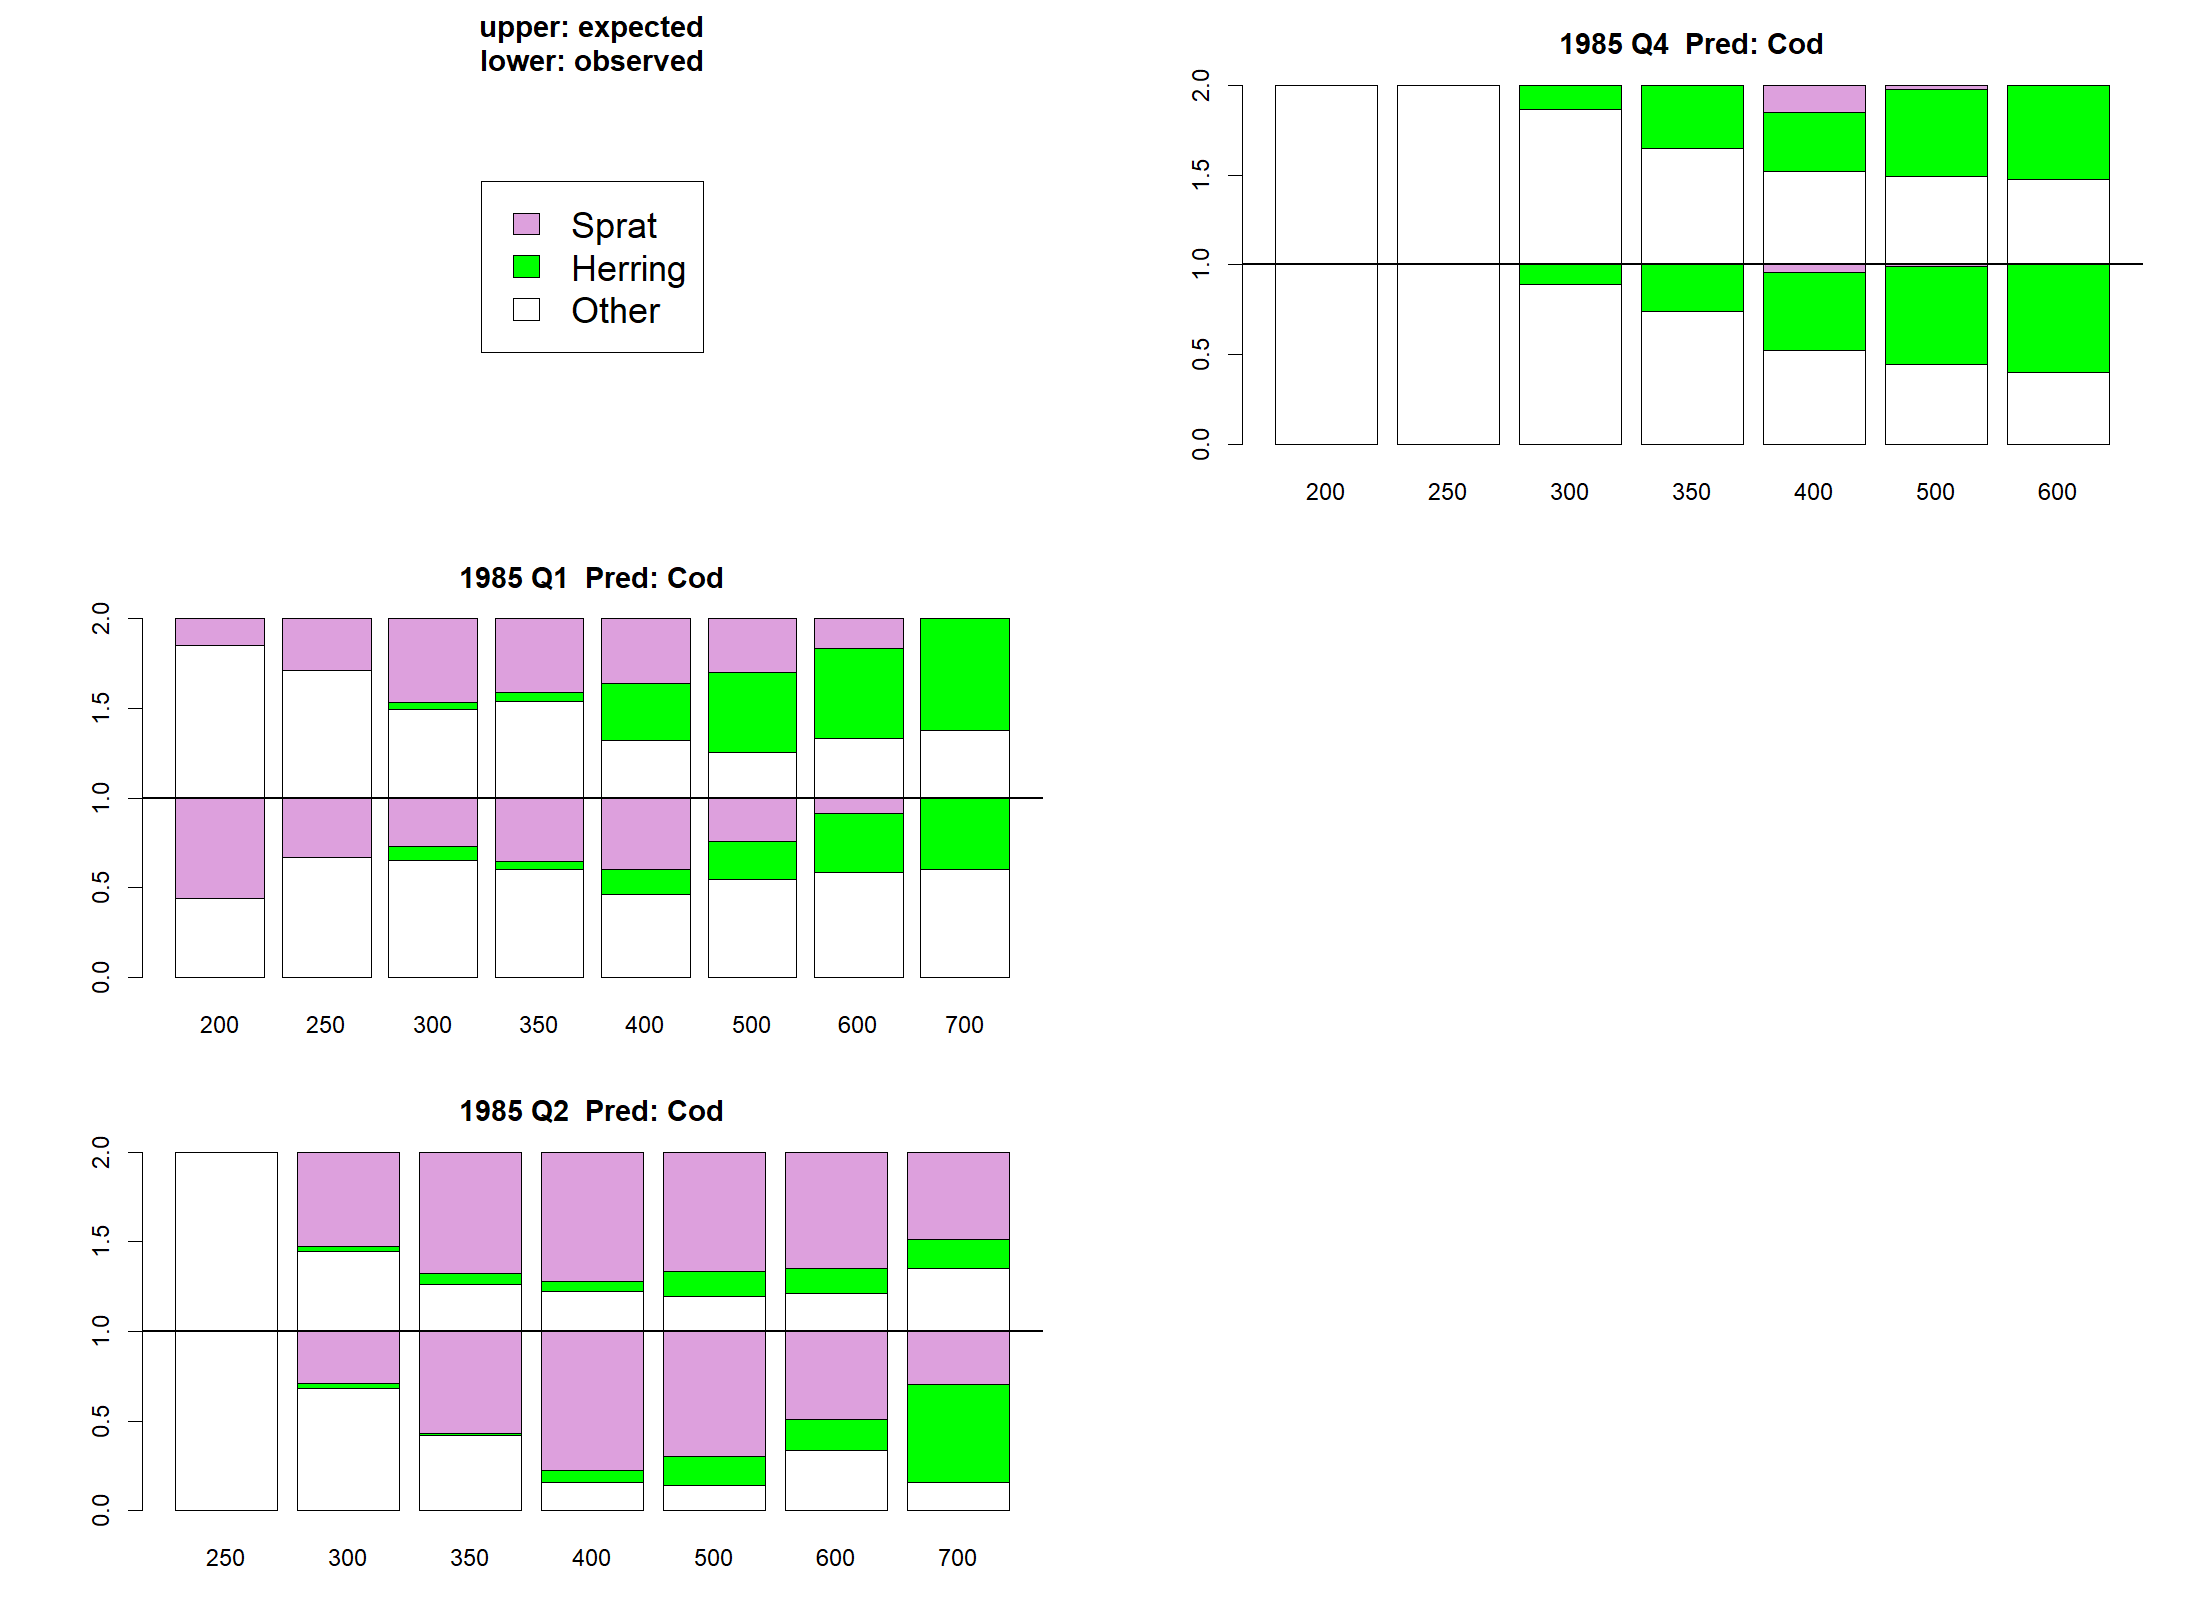 upper: expected
lower: observed
Sprat
Herring
Other
1985 Q4 Pred: Cod
2.0
1.5
1.0
0.5
0.0
200 250 300 350 400 500 600
1985 Q1 Pred: Cod
2.0
1.5
1.0
0.5
0.0
200 250 300 350 400 500 600 700
1985 Q2 Pred: Cod
2.0
1.5
1.0
0.5
0.0
250 300 350 400 500 600 700